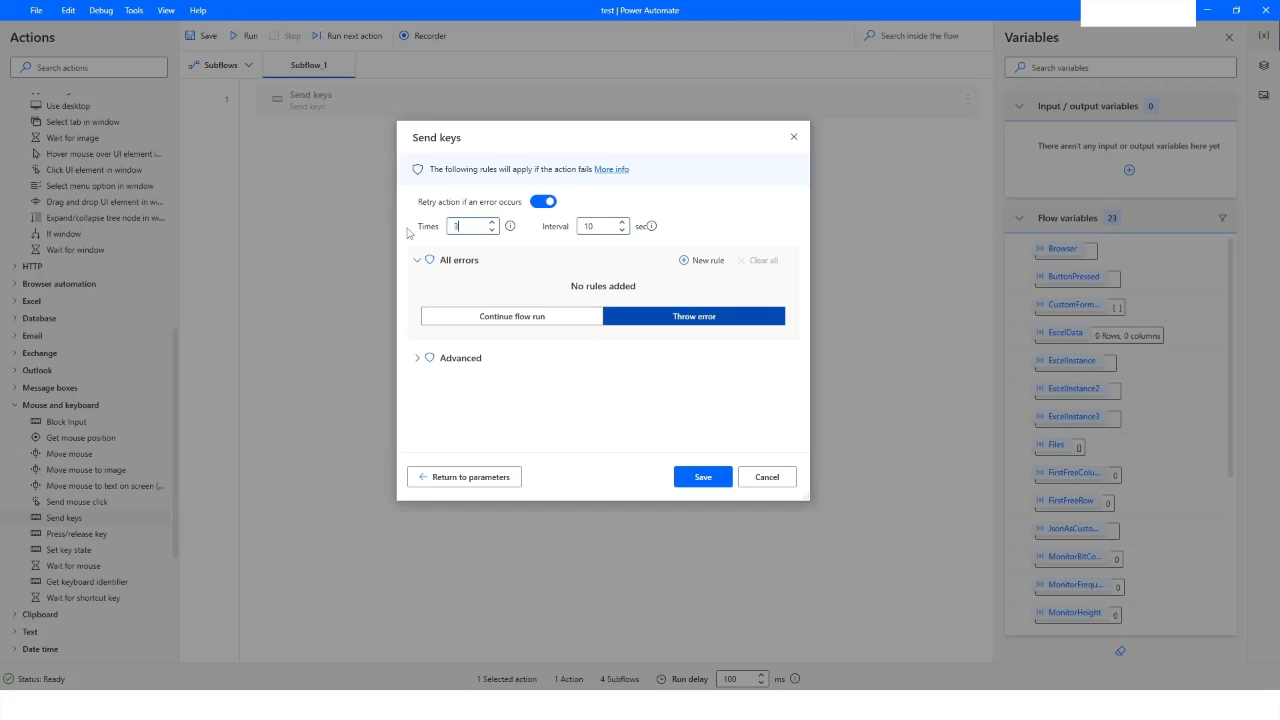 File Edit Debug Tools View Help test | Power Automate
Actions
Search actions
Use desktop
Select tab in window
Wait for image
Hover mouse over UI element i...
Click UI element in window
Select menu option in window
Drag and drop UI element in wi...
Expand/collapse tree node in wi...
If window
Wait for window
HTTP
Browser automation
Excel
Database
Email
Exchange
Outlook
Message boxes
Mouse and keyboard
Block Input
Get mouse position
Move mouse
Move mouse to image
Move mouse to text on screen (...
Send mouse click
Send keys
Press/release key
Set key state
Wait for mouse
Get keyboard identifier
Wait for shortcut key
Clipboard
Text
Date time
Save Run Stop Run next action Recorder Search inside the flow
Subflows Subflow_1
1 Send keys
Send keys
Send keys
The following rules will apply if the action fails More info
Retry action if an error occurs
Times 3 Interval 10 sec
All errors New rule Clear all
No rules added
Continue flow run Throw error
Advanced
Return to parameters Save Cancel
Variables
{x}
Search variables
Input / output variables 0
There aren't any input or output variables here yet
Flow variables 23
{x} Browser
{x} ButtonPressed
{x} CustomForm... { }
{x} ExcelData 0 Rows, 0 columns
{x} ExcelInstance
{x} ExcelInstance2
{x} ExcelInstance3
{x} Files []
{x} FirstFreeColu... 0
{x} FirstFreeRow 0
{x} JsonAsCusto...
{x} MonitorBitCo... 0
{x} MonitorFrequ... 0
{x} MonitorHeight 0
Status: Ready 1 Selected action 1 Action 4 Subflows Run delay 100 ms